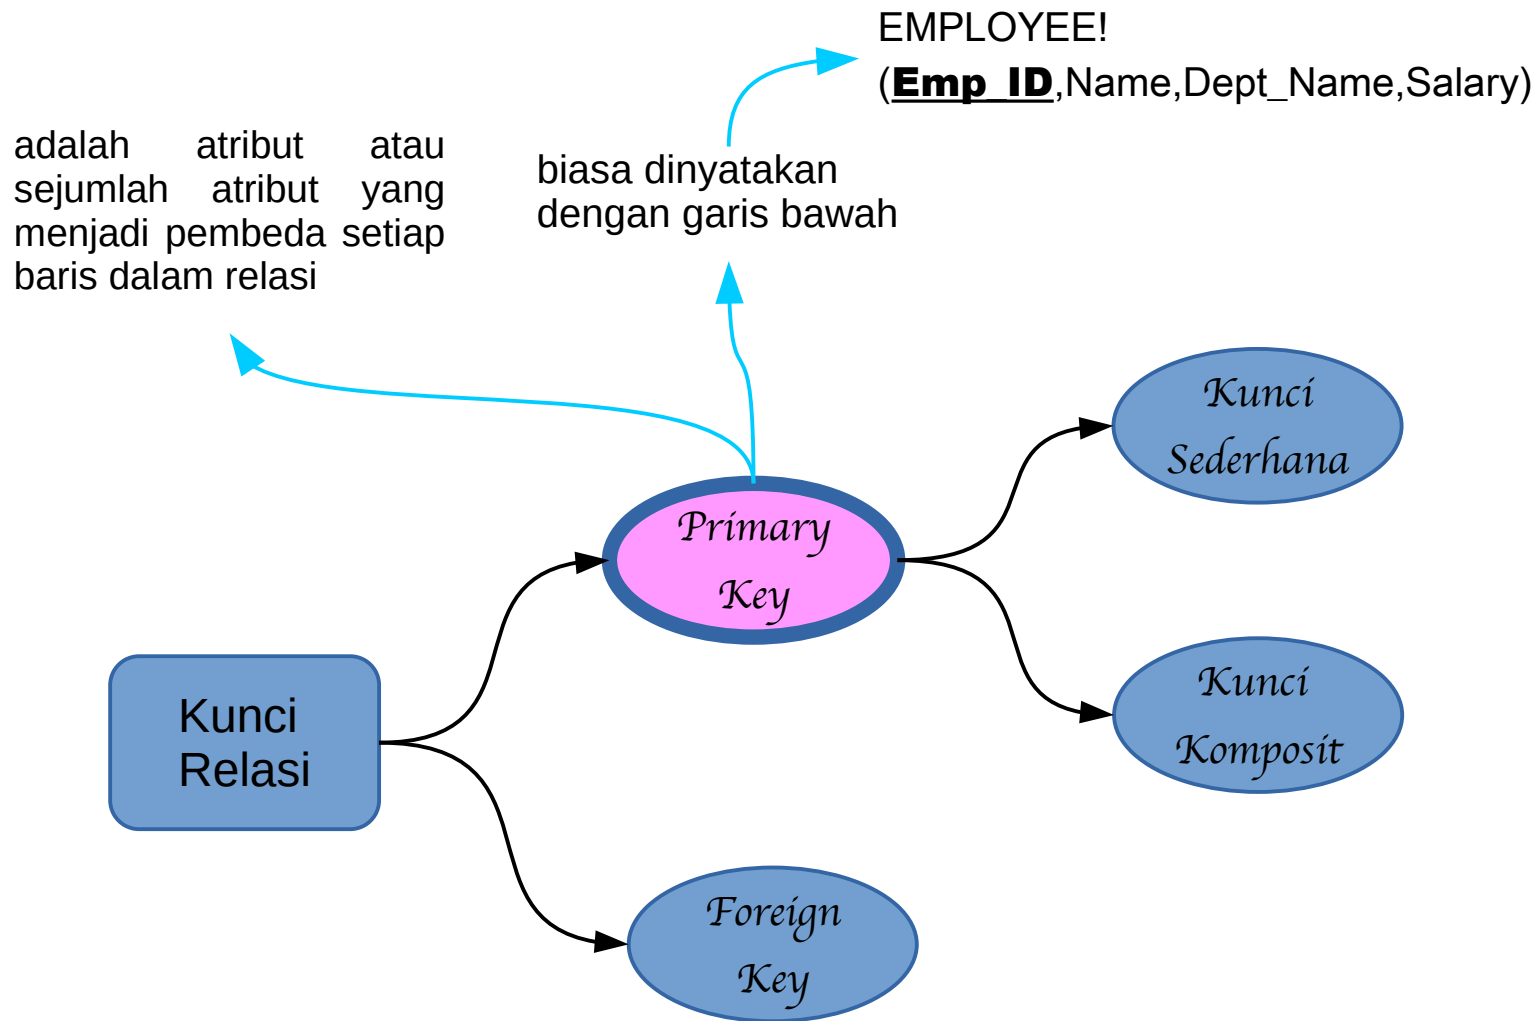 EMPLOYEE!
(Emp_ID,Name,Dept_Name,Salary)
adalah atribut atau
sejumlah atribut yang
menjadi pembeda setiap
baris dalam relasi
biasa dinyatakan
dengan garis bawah
Kunci
Sederhana
Primary
Key
Kunci
Komposit
Kunci
Relasi
Foreign
Key